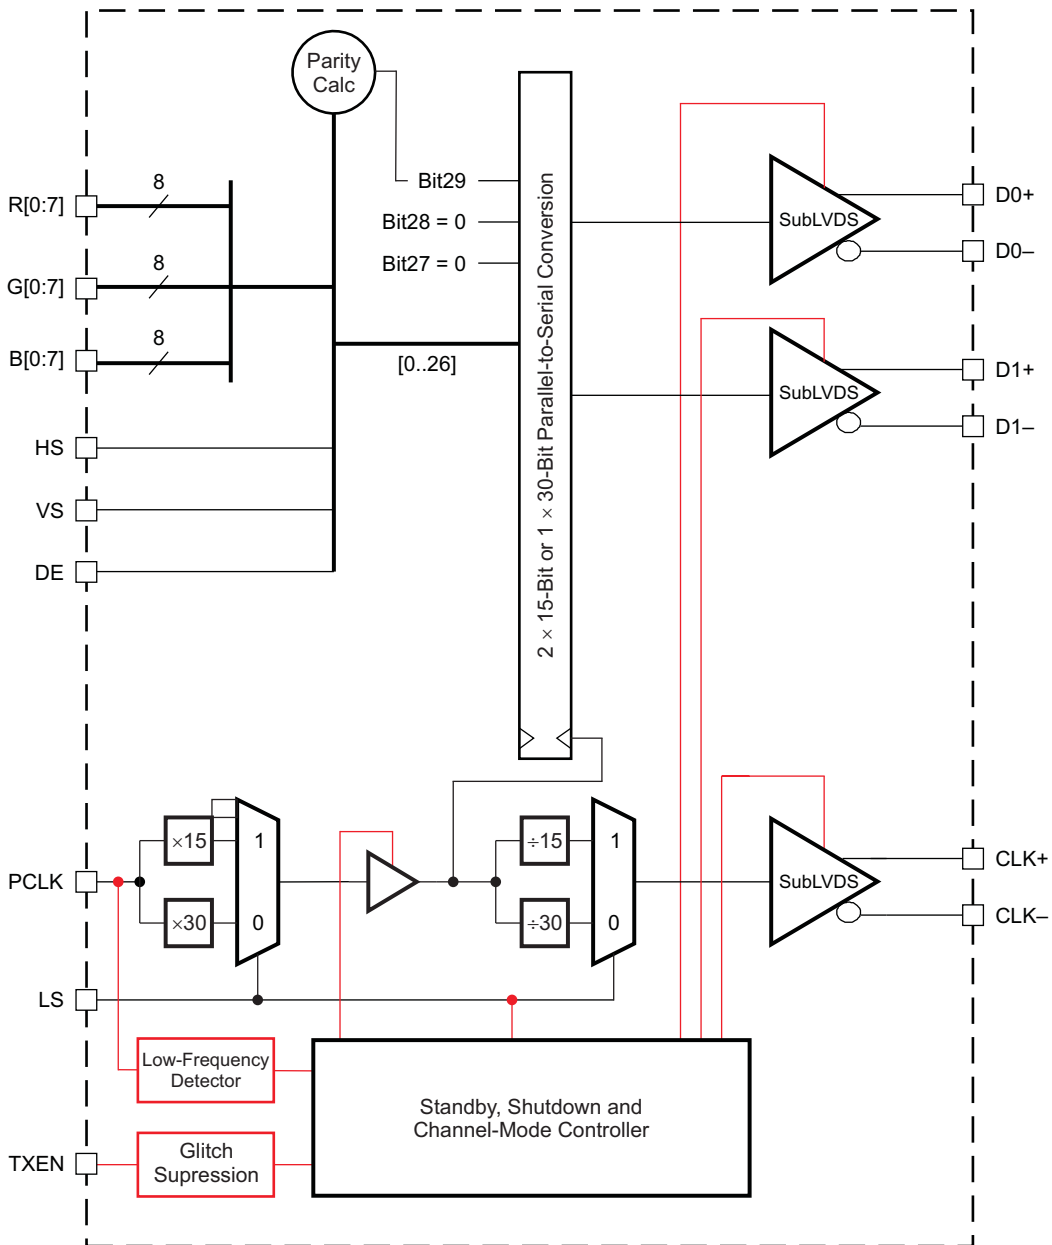 Parity
Calc
8
R[0:7]
Bit29
D0+
SubLVDS
Bit28 = 0
D0–
8
G[0:7]
Bit27 = 0
8
B[0:7]
[0..26]
D1+
SubLVDS
D1–
2 × 15-Bit or 1 × 30-Bit Parallel-to-Serial Conversion
HS
VS
DE
×15
1
÷15
1
CLK+
PCLK
SubLVDS
×30
0
÷30
0
CLK–
LS
Low-Frequency
Detector
Standby, Shutdown and
Channel-Mode Controller
TXEN
Glitch
Supression